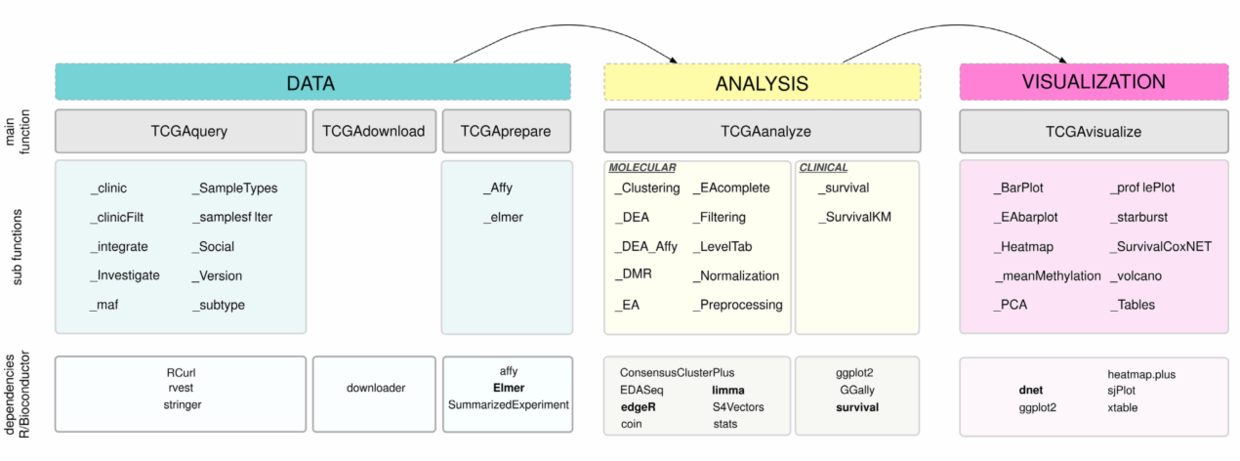 DATA
ANALYSIS
VISUALIZATION
main
function
TCGAquery
TCGAdownload
TCGAprepare
TCGAanalyze
TCGAvisualize
sub functions
_clinic _SampleTypes
_clinicFilt _samplesf lter
_integrate _Social
_Investigate _Version
_maf _subtype
_Affy
_elmer
MOLECULAR
_Clustering _EAcomplete
_DEA _Filtering
_DEA_Affy _LevelTab
_DMR _Normalization
_EA _Preprocessing
CLINICAL
_survival
_SurvivalKM
_BarPlot _prof lePlot
_EAbarplot _starburst
_Heatmap _SurvivalCoxNET
_meanMethylation _volcano
_PCA _Tables
dependencies
R/Bioconductor
RCurl
rvest
stringer
downloader
affy
Elmer
SummarizedExperiment
ConsensusClusterPlus
EDASeq limma
edgeR S4Vectors
coin stats
ggplot2
GGally
survival
heatmap.plus
dnet sjPlot
ggplot2 xtable